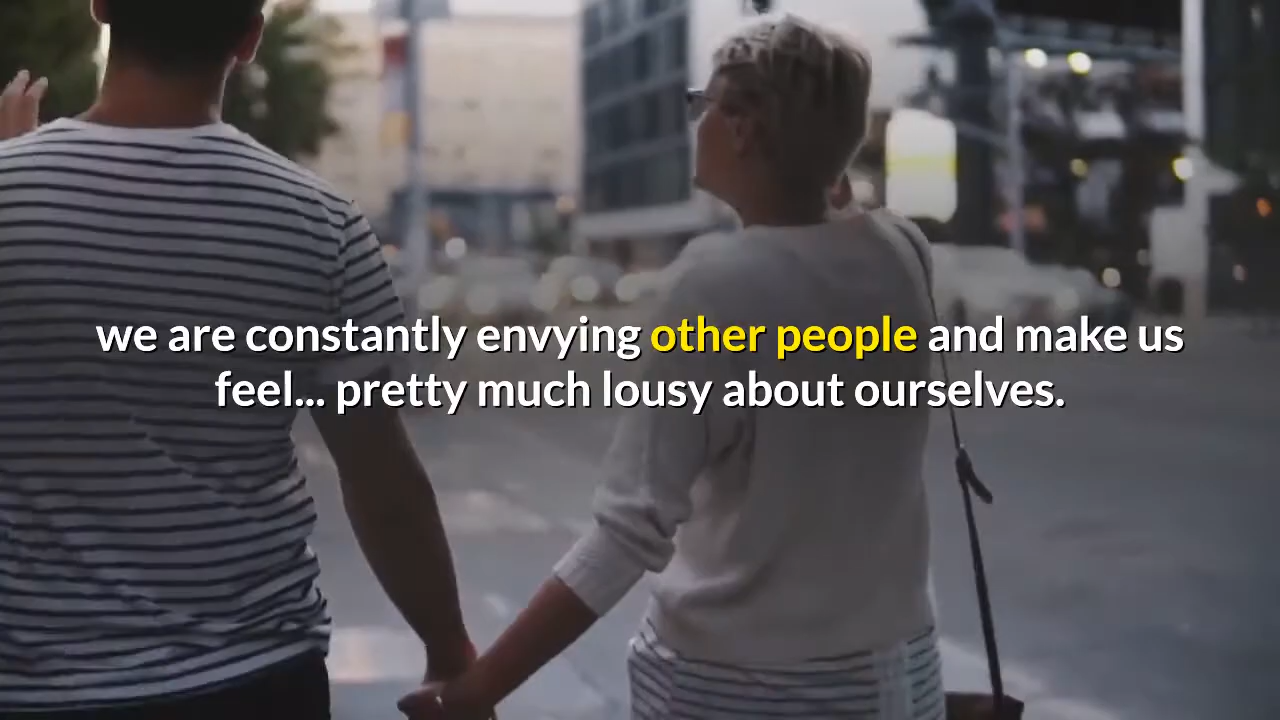 we are constantly envying other people and make us
feel... pretty much lousy about ourselves.